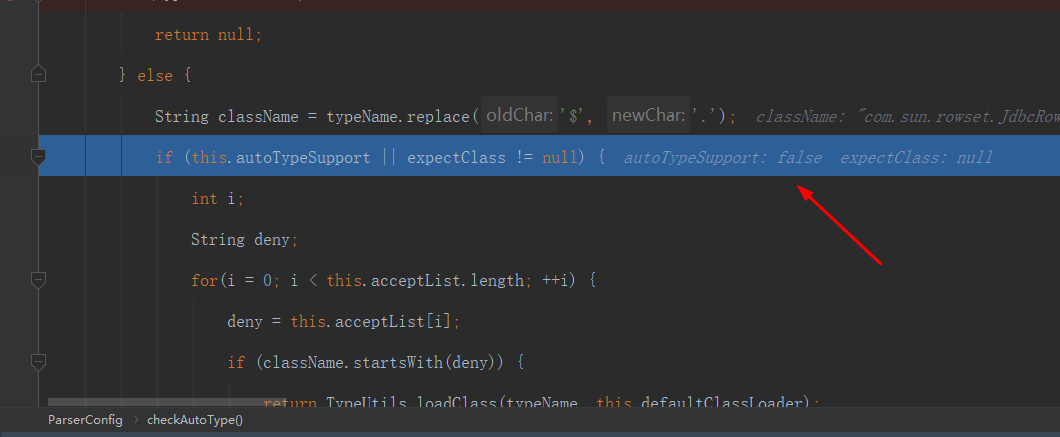 return null;
} else {
String className = typeName.replace( oldChar: '$', newChar: '.'); className: "com.sun.rowset.JdbcRow
if (this.autoTypeSupport || expectClass != null) { autoTypeSupport: false expectClass: null
int i;
String deny;
for(i = 0; i < this.acceptList.length; ++i) {
deny = this.acceptList[i];
if (className.startsWith(deny)) {
return TypeUtils.loadClass(typeName, this.defaultClassLoader);
ParserConfig › checkAutoType()